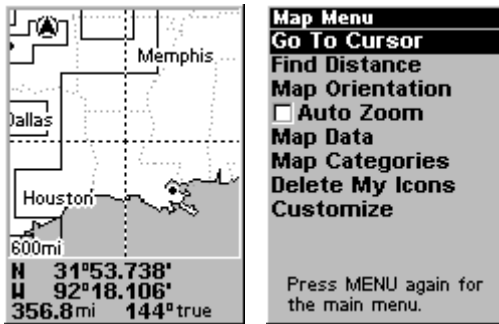 Memphis
Dallas
Houston
600mi
N 31°53.738'
W 92°18.106'
356.8mi 144° true
Map Menu
Go To Cursor
Find Distance
Map Orientation
Auto Zoom
Map Data
Map Categories
Delete My Icons
Customize
Press MENU again for
the main menu.